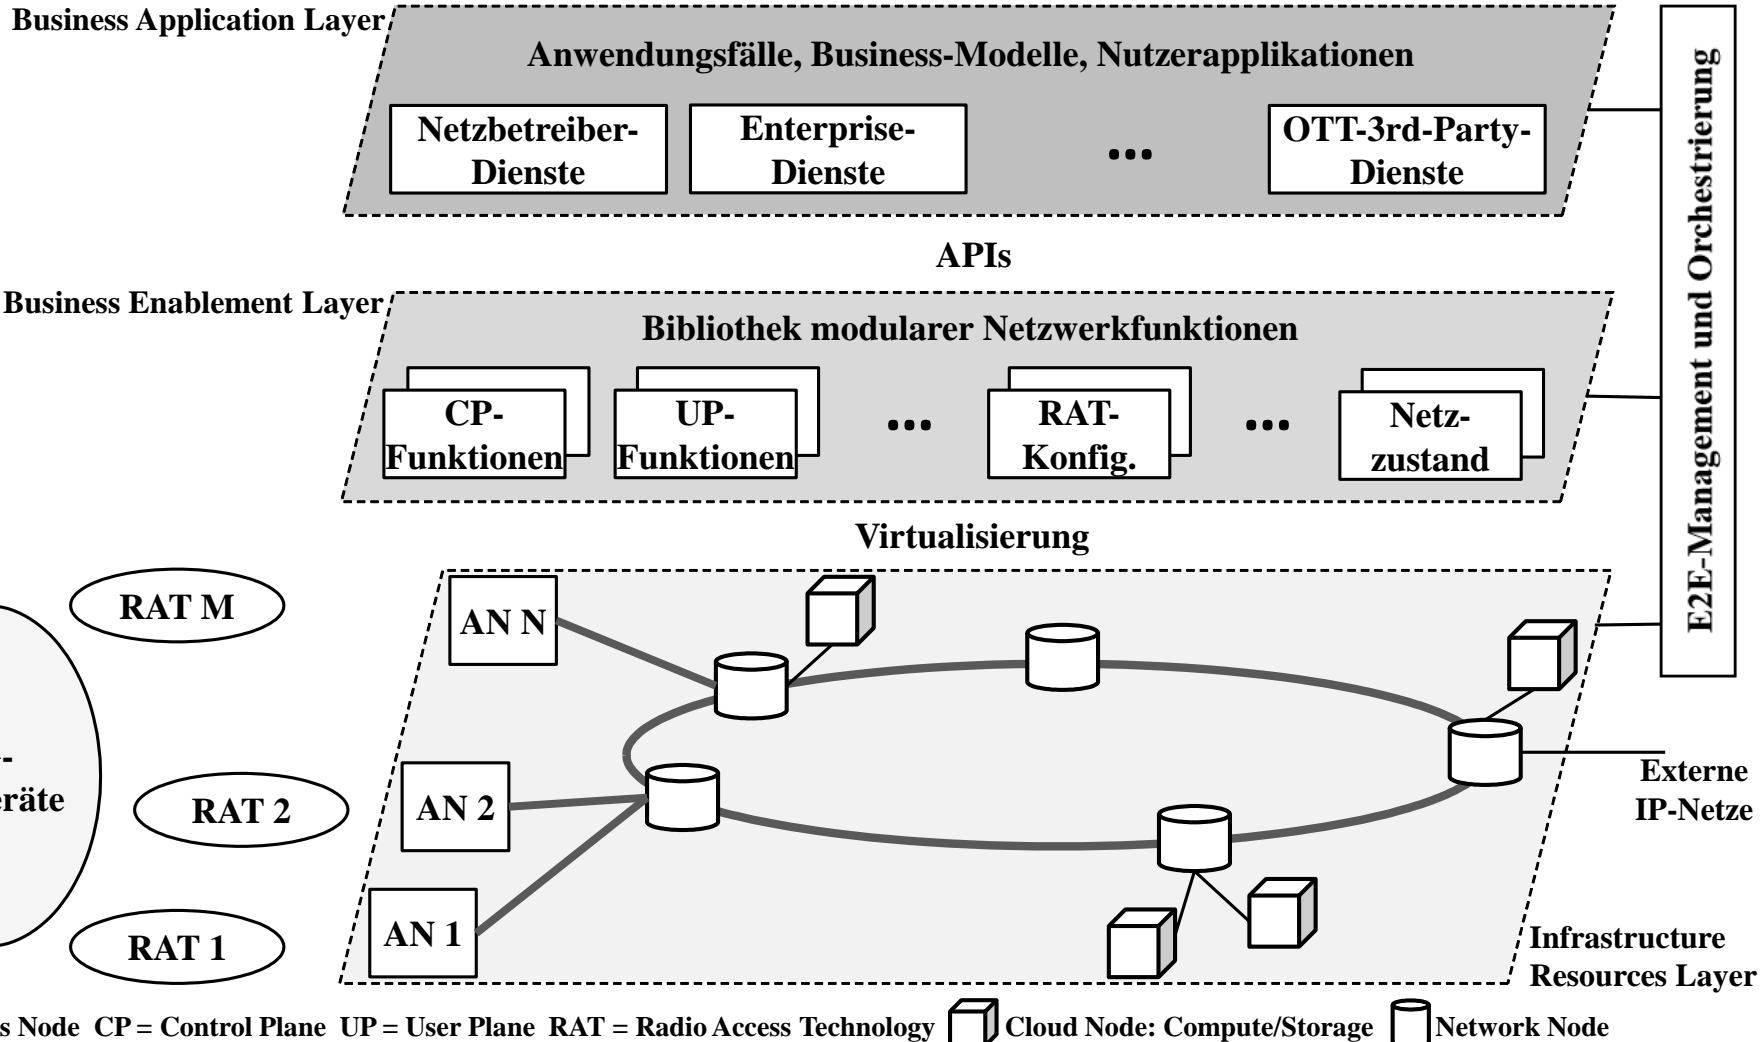 Business Application Layer
Anwendungsfälle, Business-Modelle, Nutzerapplikationen
Netzbetreiber-
Dienste
Enterprise-
Dienste
...
OTT-3rd-Party-
Dienste
E2E-Management und Orchestrierung
APIs
Business Enablement Layer
Bibliothek modularer Netzwerkfunktionen
CP-
Funktionen
UP-
Funktionen
...
RAT-
Konfig.
...
Netz-
zustand
Virtualisierung
RAT M
RAT 2
RAT 1
AN N
AN 2
AN 1
Externe
IP-Netze
Infrastructure
Resources Layer
s Node CP = Control Plane UP = User Plane RAT = Radio Access Technology Cloud Node: Compute/Storage Network Node